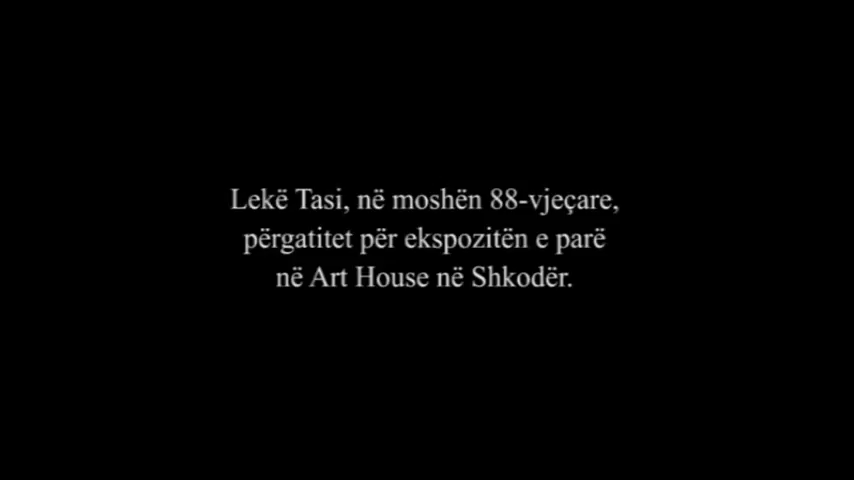 Lekë Tasi, në moshën 88-vjeçare,
përgatitet për ekspozitën e parë
në Art House në Shkodër.